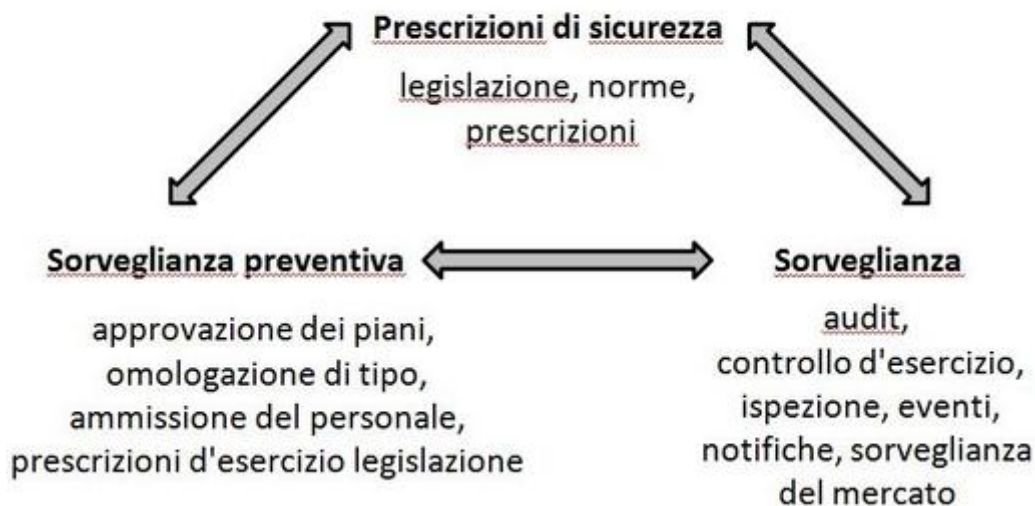 Prescrizioni di sicurezza
legislazione, norme,
prescrizioni
Sorveglianza preventiva
approvazione dei piani,
omologazione di tipo,
ammissione del personale,
prescrizioni d'esercizio legislazione
Sorveglianza
audit,
controllo d'esercizio,
ispezione, eventi,
notifiche, sorveglianza
del mercato